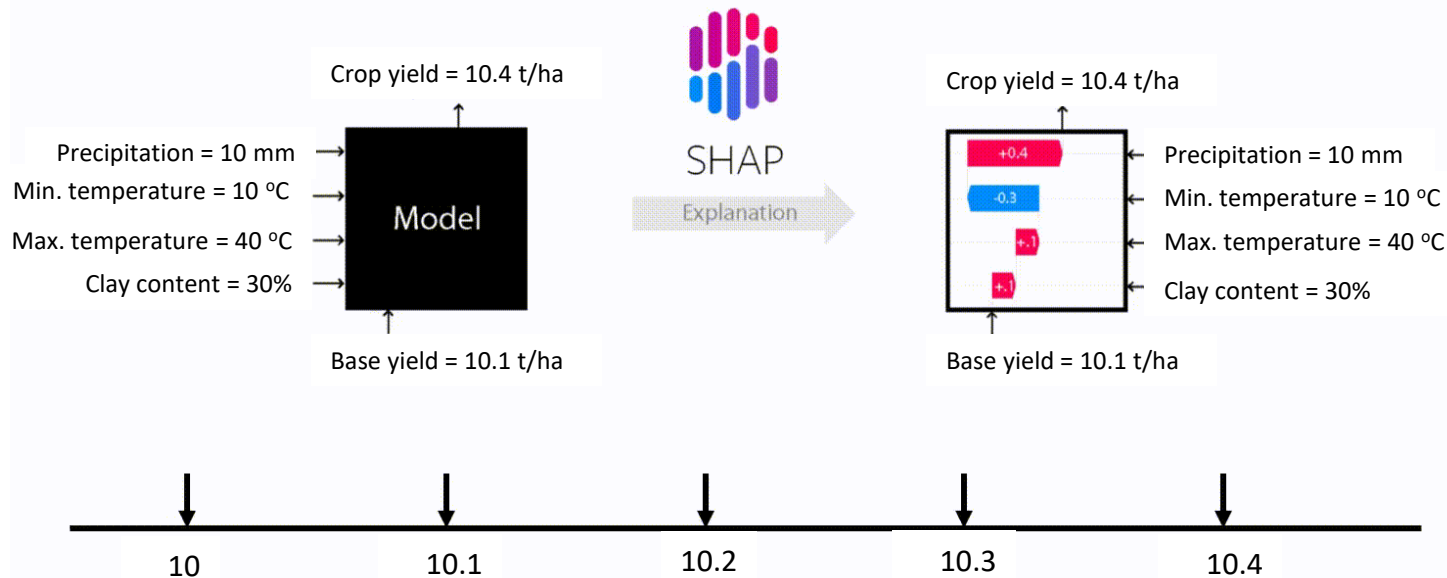 Crop yield = 10.4 t/ha
Precipitation = 10 mm
Min. temperature = 10 °C
Max. temperature = 40 °C
Clay content = 30%
Model
Base yield = 10.1 t/ha
SHAP
Explanation
Crop yield = 10.4 t/ha
+0.4
-0.3
+.1
+.1
Precipitation = 10 mm
Min. temperature = 10 °C
Max. temperature = 40 °C
Clay content = 30%
Base yield = 10.1 t/ha
10 10.1 10.2 10.3 10.4